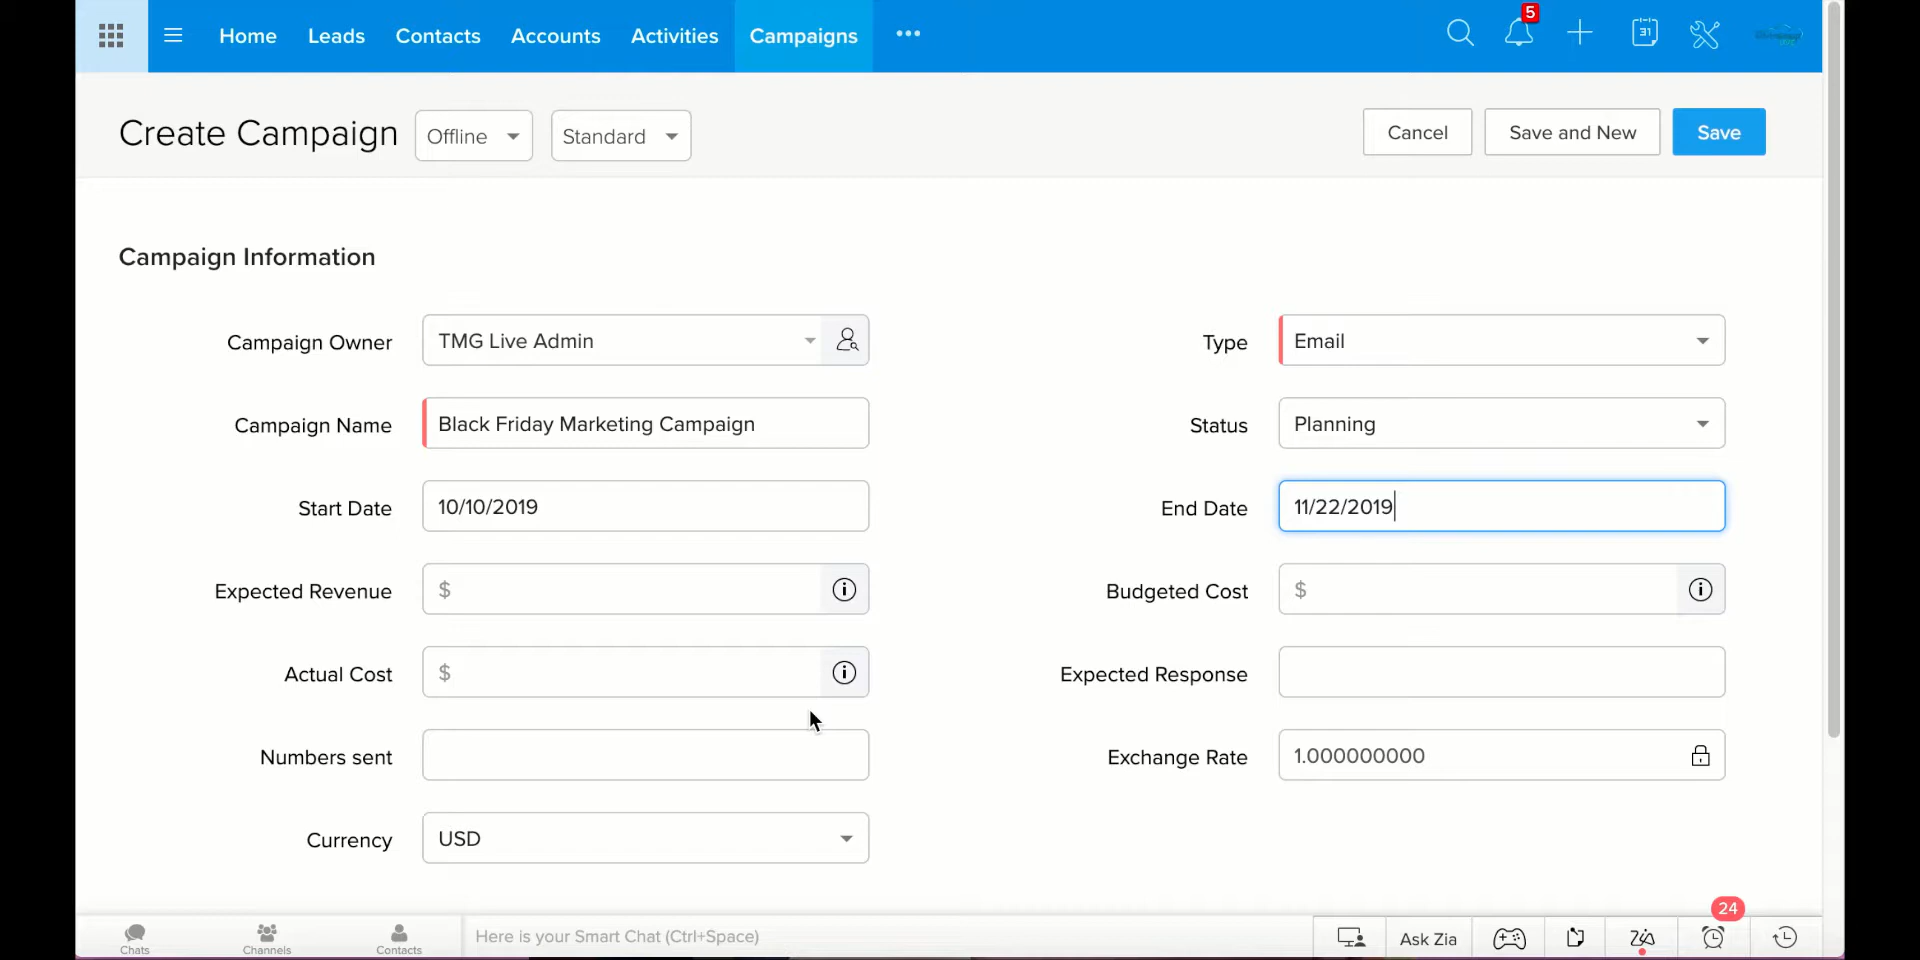 Home Leads Contacts Accounts Activities Campaigns ••• 5 31
Create Campaign Offline Standard Cancel Save and New Save
Campaign Information
Campaign Owner TMG Live Admin Type Email
Campaign Name Black Friday Marketing Campaign Status Planning
Start Date 10/10/2019 End Date 11/22/2019
Expected Revenue $ Budgeted Cost $
Actual Cost $ Expected Response
Numbers sent Exchange Rate 1.000000000
Currency USD
24
Chats Channels Contacts Here is your Smart Chat (Ctrl+Space) Ask Zia